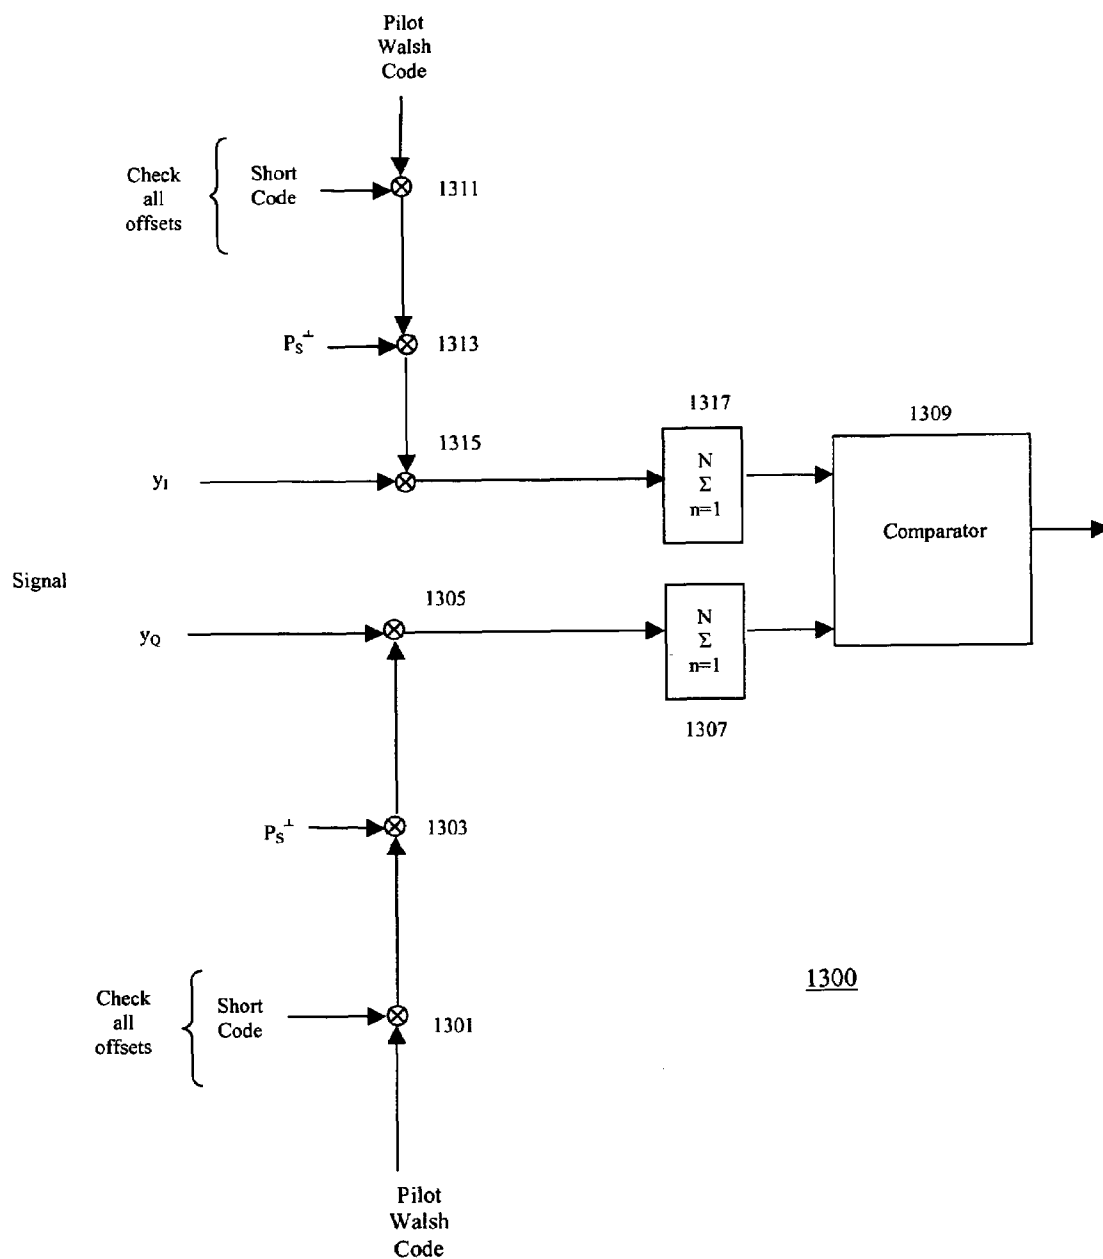 Pilot
Walsh
Code
Check
all
offsets
Short
Code
1311
P_S^⊥
1313
1315
1317
1309
y_I
N
Σ
n=1
Comparator
Signal
1305
y_Q
N
Σ
n=1
1307
P_S^⊥
1303
1300
Check
all
offsets
Short
Code
1301
Pilot
Walsh
Code